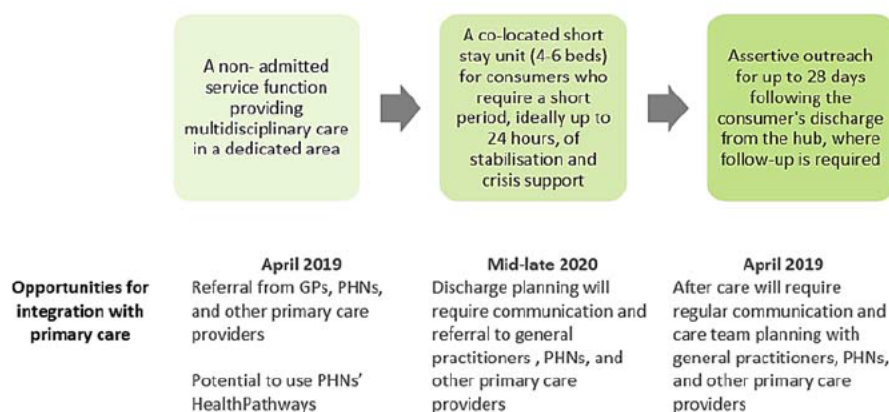 A non- admitted
service function
providing
multidisciplinary care
in a dedicated area
A co-located short
stay unit (4-6 beds)
for consumers who
require a short
period, ideally up to
24 hours, of
stabilisation and
crisis support
Assertive outreach
for up to 28 days
following the
consumer's discharge
from the hub, where
follow-up is required
Opportunities for
integration with
primary care
April 2019
Referral from GPs, PHNs,
and other primary care
providers
Potential to use PHNs'
HealthPathways
Mid-late 2020
Discharge planning will
require communication and
referral to general
practitioners , PHNs, and
other primary care
providers
April 2019
After care will require
regular communication and
care team planning with
general practitioners, PHNs,
and other primary care
providers